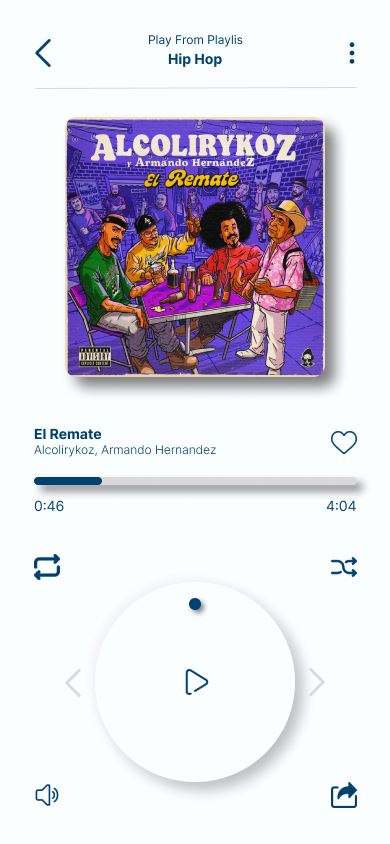 Play From Playlis
Hip Hop
ALCOLIRYKOZ
y Armando HernándeZ
El Remate
PARENTAL
ADVISORY
EXPLICIT CONTENT
El Remate
Alcolirykoz, Armando Hernandez
0:46
4:04